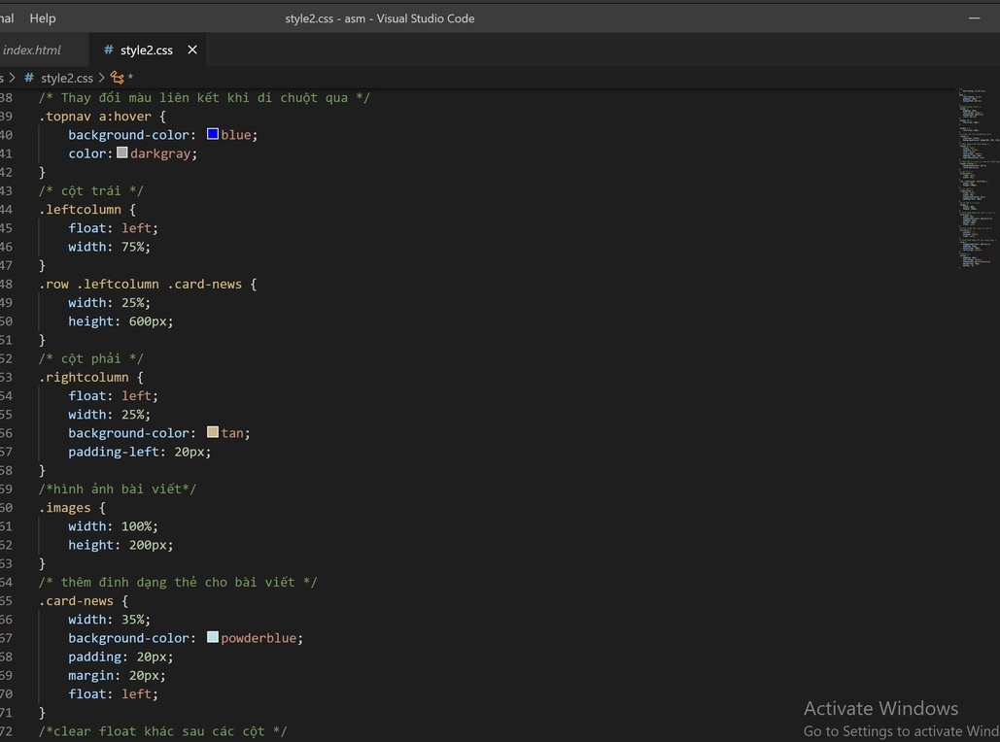 nal Help style2.css - asm - Visual Studio Code
index.html # style2.css ×
s > # style2.css > *
38 /* Thay đổi màu liên kết khi di chuột qua */
39 .topnav a:hover {
40 background-color: blue;
41 color: darkgray;
42 }
43 /* cột trái */
44 .leftcolumn {
45 float: left;
46 width: 75%;
47 }
48 .row .leftcolumn .card-news {
49 width: 25%;
50 height: 600px;
51 }
52 /* cột phải */
53 .rightcolumn {
54 float: left;
55 width: 25%;
56 background-color: tan;
57 padding-left: 20px;
58 }
59 /*hình ảnh bài viết*/
60 .images {
61 width: 100%;
62 height: 200px;
63 }
64 /* thêm đinh dạng thẻ cho bài viết */
65 .card-news {
66 width: 35%;
67 background-color: powderblue;
68 padding: 20px;
69 margin: 20px;
70 float: left;
71 }
72 /*clear float khác sau các cột */
Activate Windows
Go to Settings to activate Wind